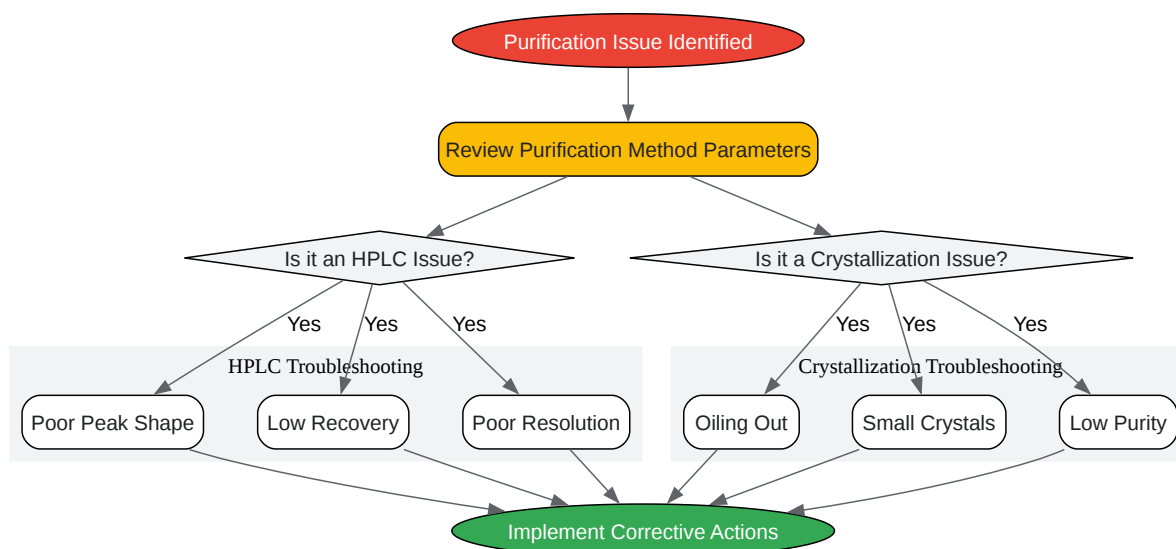 Purification Issue Identified
Review Purification Method Parameters
Is it an HPLC Issue?
Is it a Crystallization Issue?
Yes
Yes
Yes
Yes
Yes
Yes
HPLC Troubleshooting
Crystallization Troubleshooting
Poor Peak Shape
Low Recovery
Poor Resolution
Oiling Out
Small Crystals
Low Purity
Implement Corrective Actions